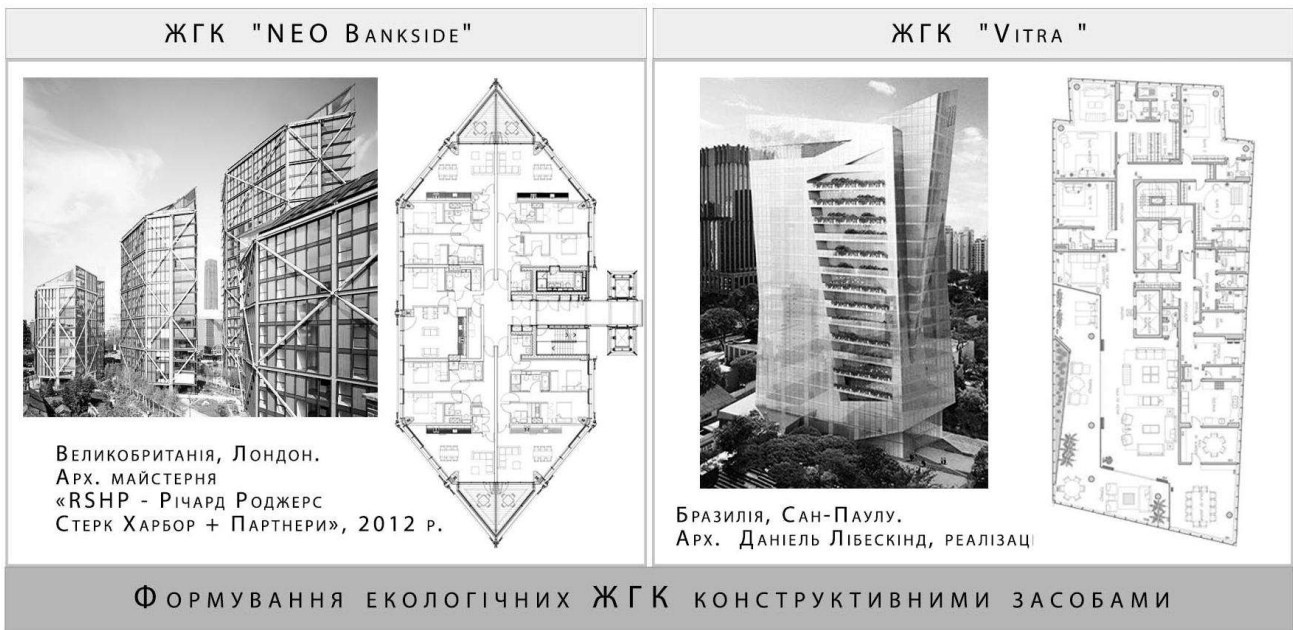 ЖГК "NEO Bankside"
ЖГК "Vitra "
Великобританія, Лондон.
Арх. майстерня
«RSHP - Річард Роджерс
Стерк Харбор + Партнери», 2012 р.
Бразилія, Сан-Паулу.
Арх. Даніель Лібескінд, реалізаці
Формування екологічних ЖГК конструктивними засобами